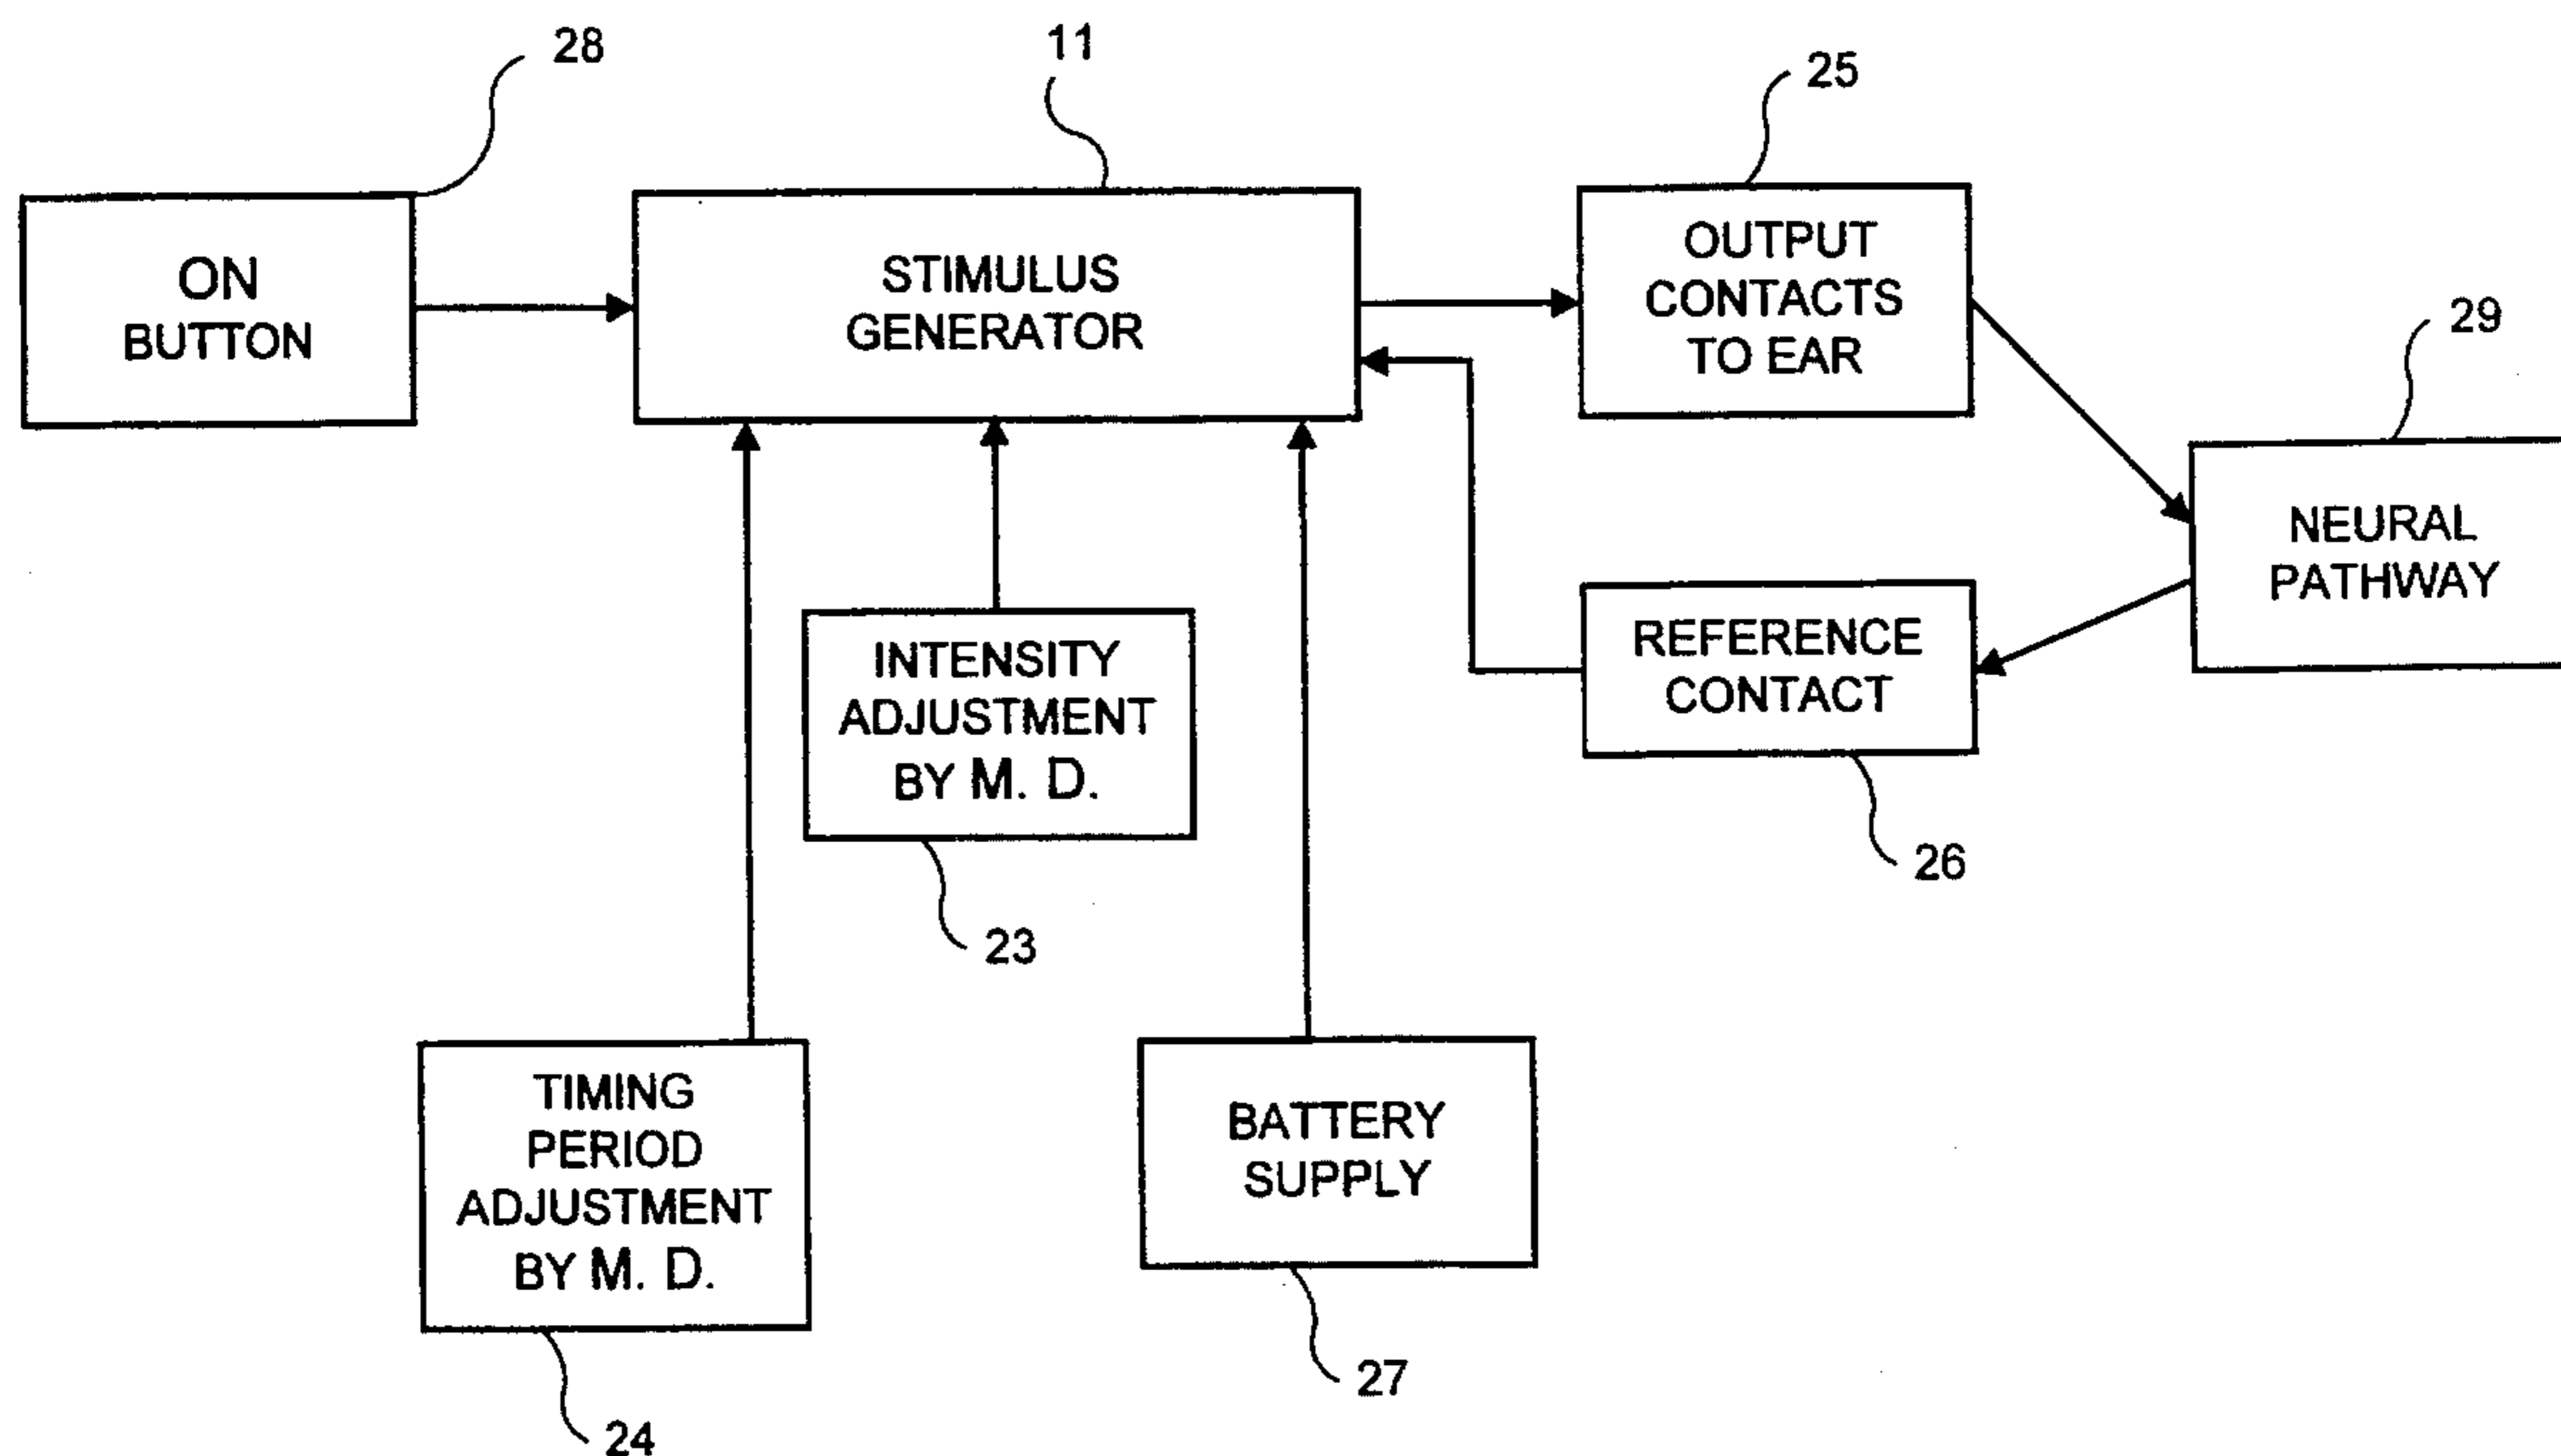 28
11
25
ON
BUTTON
STIMULUS
GENERATOR
OUTPUT
CONTACTS
TO EAR
29
NEURAL
PATHWAY
INTENSITY
ADJUSTMENT
BY M. D.
23
REFERENCE
CONTACT
26
TIMING
PERIOD
ADJUSTMENT
BY M. D.
24
BATTERY
SUPPLY
27